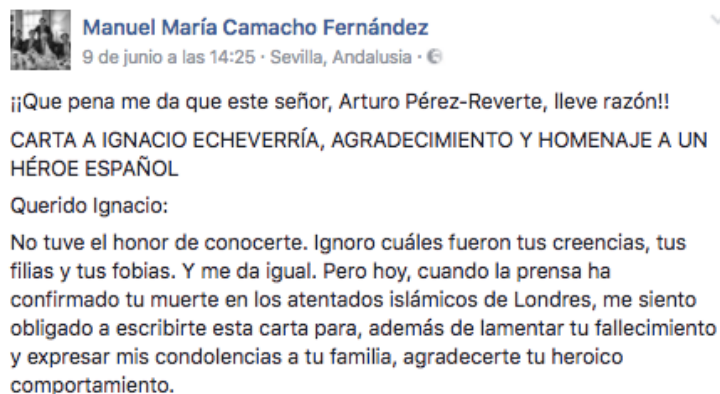 Manuel María Camacho Fernández
9 de junio a las 14:25 · Sevilla, Andalusia ·
¡¡Que pena me da que este señor, Arturo Pérez-Reverte, lleve razón!!
CARTA A IGNACIO ECHEVERRÍA, AGRADECIMIENTO Y HOMENAJE A UN
HÉROE ESPAÑOL
Querido Ignacio:
No tuve el honor de conocerte. Ignoro cuáles fueron tus creencias, tus
filias y tus fobias. Y me da igual. Pero hoy, cuando la prensa ha
confirmado tu muerte en los atentados islámicos de Londres, me siento
obligado a escribirte esta carta para, además de lamentar tu fallecimiento
y expresar mis condolencias a tu familia, agradecerte tu heroico
comportamiento.